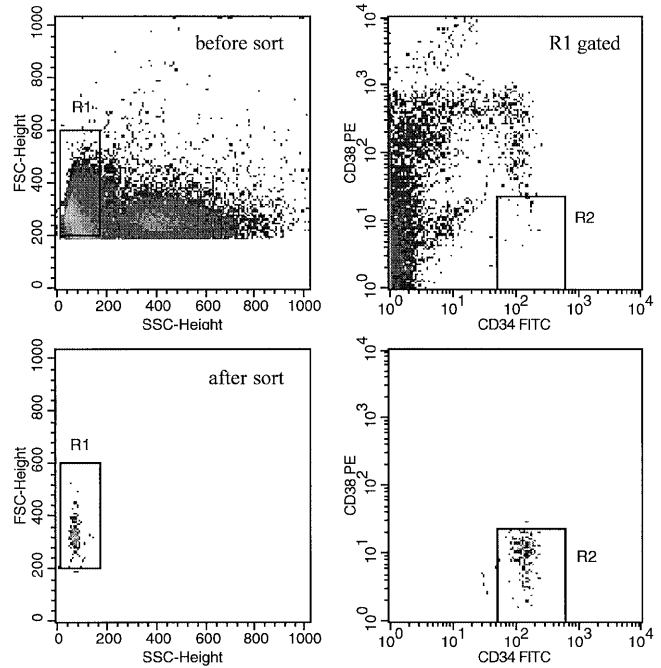 before sort
R1
FSC-Height
1000
800
600
400
200
0
0 200 400 600 800 1000
SSC-Height
R1 gated
R2
CD38 PE
10^4
10^3
10^2
10^1
10^0
10^0 10^1 10^2 10^3 10^4
CD34 FITC
after sort
R1
FSC-Height
1000
800
600
400
200
0
0 200 400 600 800 1000
SSC-Height
R2
CD38 PE
10^4
10^3
10^2
10^1
10^0
10^0 10^1 10^2 10^3 10^4
CD34 FITC